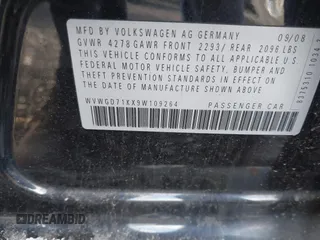 MFD BY VOLKSWAGEN AG GERMANY 09/08
GVWR 4278 GAWR FRONT 2293/ REAR 2096 LBS
THIS VEHICLE CONFORMS TO ALL APPLICABLE U.S.
FEDERAL MOTOR VEHICLE SAFETY, BUMPER AND
THEFT PREVENTION STANDARDS IN EFFECT ON THE
DATE OF MANUFACTURE SHOWN ABOVE
WVWGD71KX9W109264 PASSENGER CAR
DREAMBID